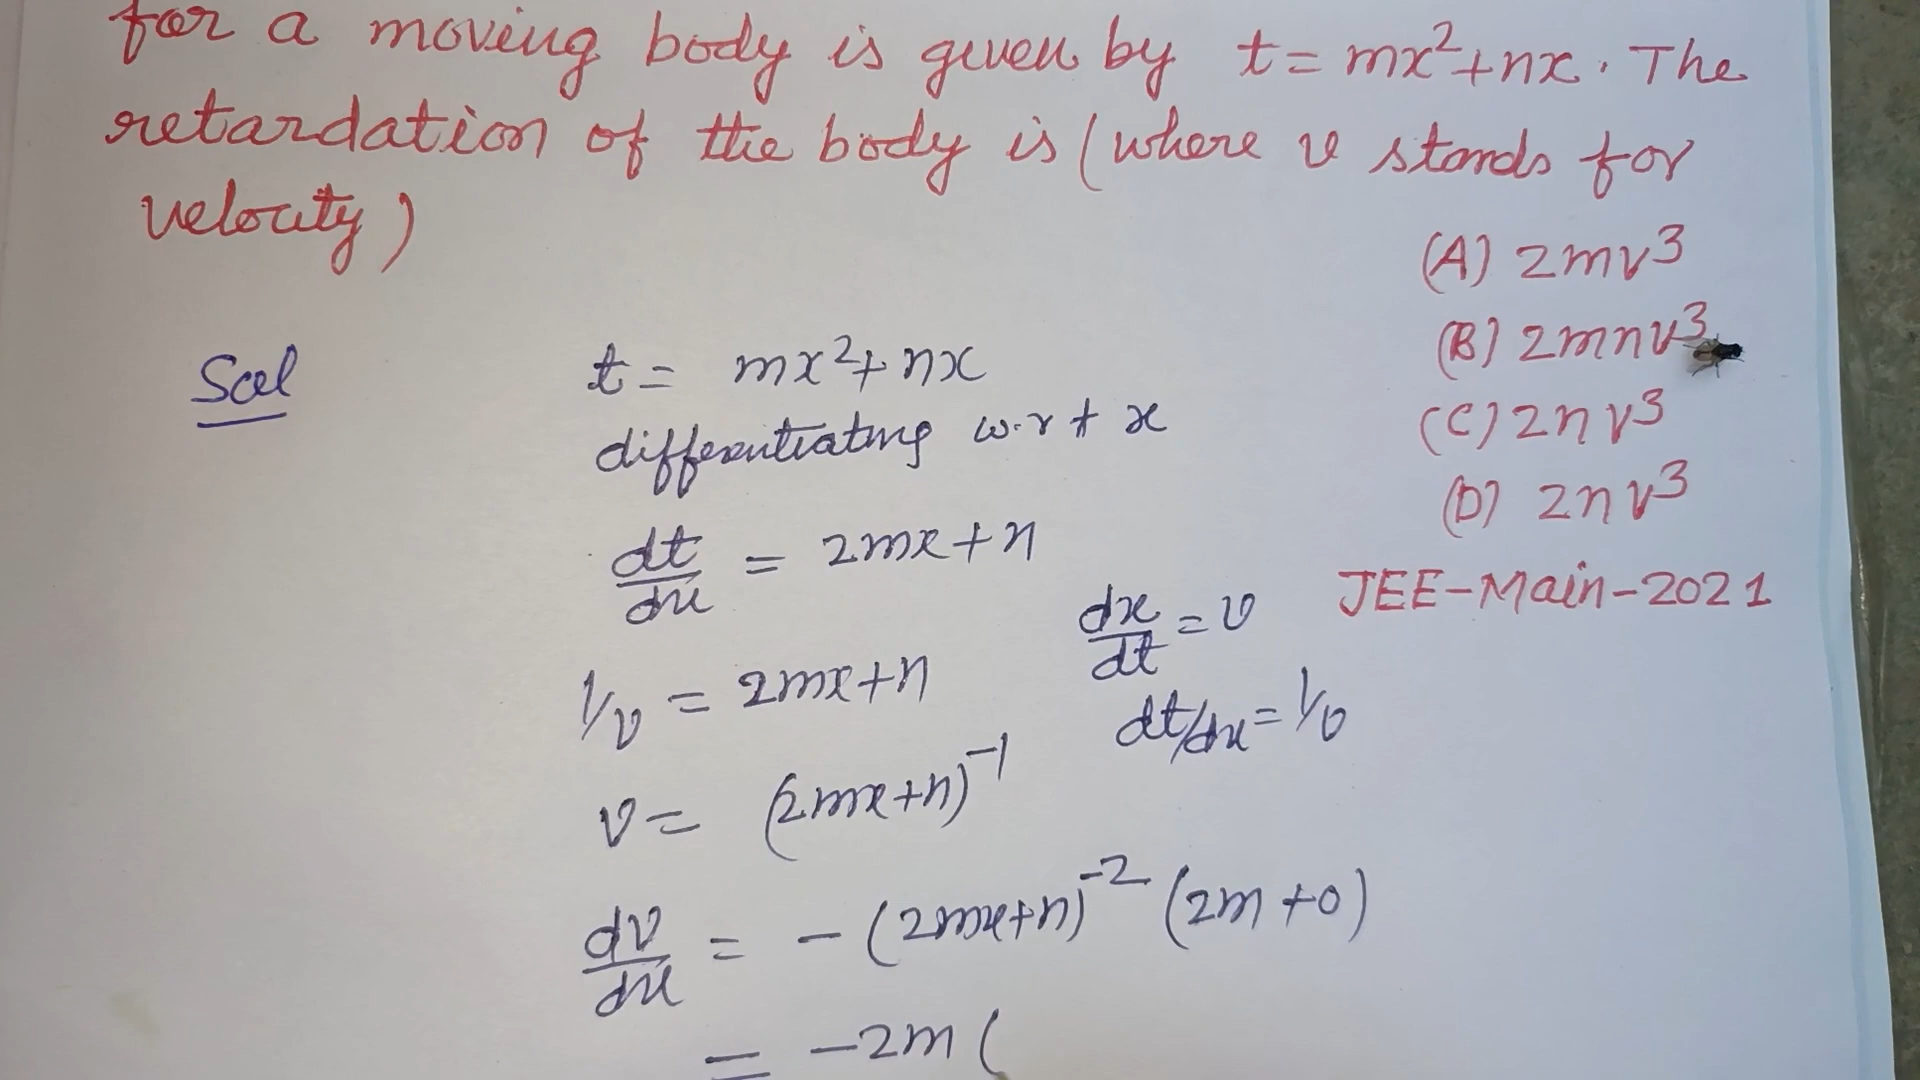 for a moving body is given by t = mx²+nx. The
retardation of the body is (where v stands for
velocity)
(A) 2mv³
(B) 2mnv³
(C) 2nv³
(D) 2nv³
JEE-Main-2021
Sol
t = mx²+nx
differentiating w.r.t x
dt/dx = 2mx+n
dx/dt = v
1/v = 2mx+n
dt/dx = 1/v
v = (2mx+n)⁻¹
dv/dx = -(2mx+n)⁻² (2m+0)
= -2m (